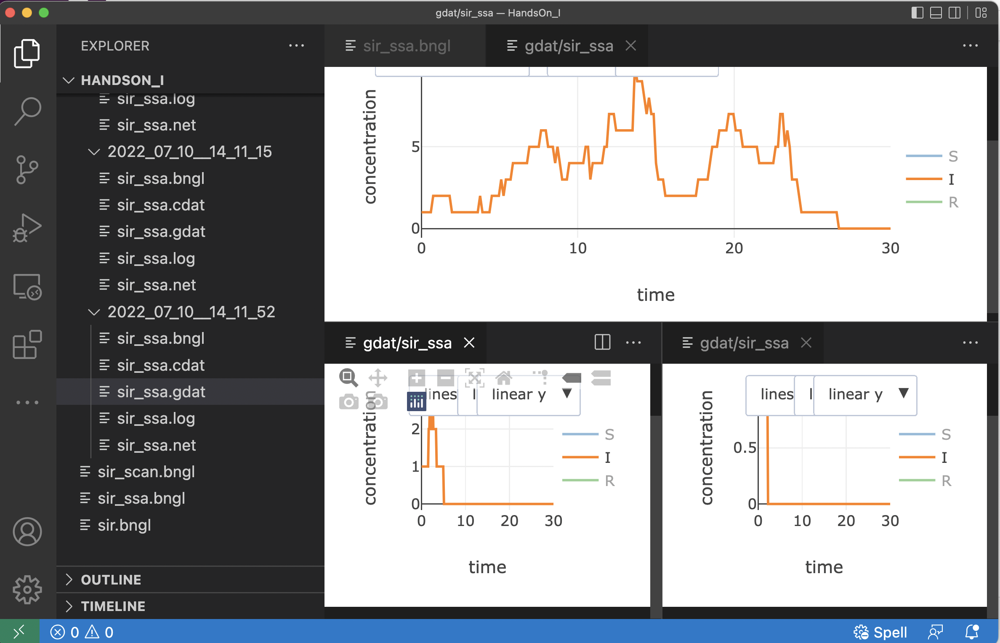 gdat/sir_ssa — HandsOn_I
EXPLORER
HANDSON_I
sir_ssa.log
sir_ssa.net
2022_07_10__14_11_15
sir_ssa.bngl
sir_ssa.cdat
sir_ssa.gdat
sir_ssa.log
sir_ssa.net
2022_07_10__14_11_52
sir_ssa.bngl
sir_ssa.cdat
sir_ssa.gdat
sir_ssa.log
sir_ssa.net
sir_scan.bngl
sir_ssa.bngl
sir.bngl
OUTLINE
TIMELINE
sir_ssa.bngl
gdat/sir_ssa
concentration
5
0
0 10 20 30
time
S
I
R
gdat/sir_ssa
lines l linear y
concentration
2
1
0
0 10 20 30
time
S
I
R
gdat/sir_ssa
lines l linear y
concentration
0.5
0
0 10 20 30
time
S
I
R
0 0
Spell